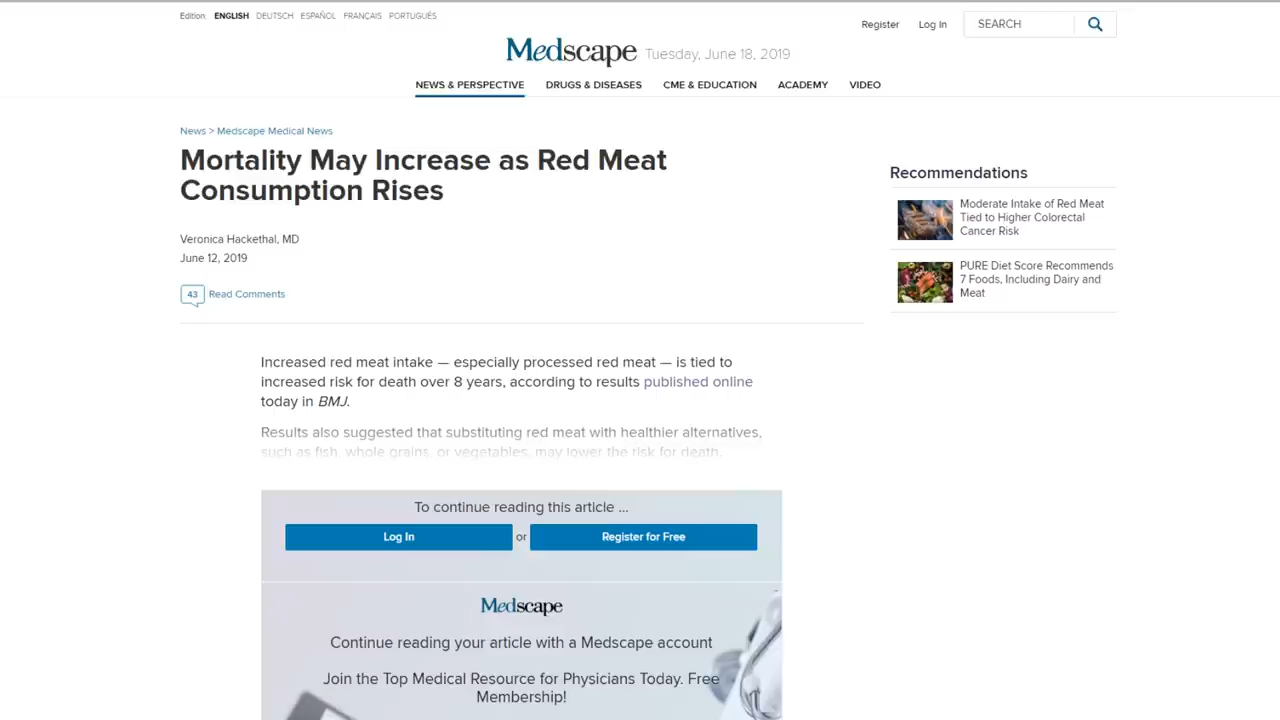 Edition: ENGLISH DEUTSCH ESPAÑOL FRANÇAIS PORTUGUÊS
Register Log In SEARCH
Medscape Tuesday, June 18, 2019
NEWS & PERSPECTIVE DRUGS & DISEASES CME & EDUCATION ACADEMY VIDEO
News > Medscape Medical News
Mortality May Increase as Red Meat
Consumption Rises
Veronica Hackethal, MD
June 12, 2019
43 Read Comments
Recommendations
Moderate Intake of Red Meat
Tied to Higher Colorectal
Cancer Risk
PURE Diet Score Recommends
7 Foods, Including Dairy and
Meat
Increased red meat intake — especially processed red meat — is tied to
increased risk for death over 8 years, according to results published online
today in BMJ.
Results also suggested that substituting red meat with healthier alternatives,
such as fish, whole grains, or vegetables, may lower the risk for death.
To continue reading this article ...
Log In or Register for Free
Medscape
Continue reading your article with a Medscape account
Join the Top Medical Resource for Physicians Today. Free
Membership!